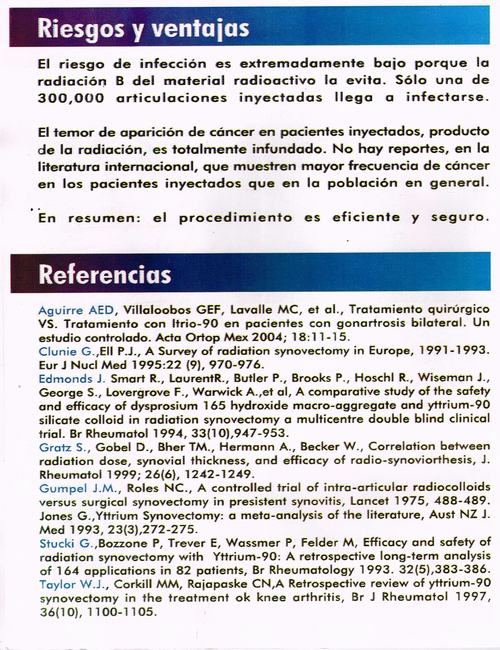 Riesgos y ventajas
El riesgo de infección es extremadamente bajo porque la
radiación B del material radioactivo la evita. Sólo una de
300,000 articulaciones inyectadas llega a infectarse.
El temor de aparición de cáncer en pacientes inyectados, producto
de la radiación, es totalmente infundado. No hay reportes, en la
literatura internacional, que muestren mayor frecuencia de cáncer
en los pacientes inyectados que en la población en general.
En resumen: el procedimiento es eficiente y seguro.
Referencias
Aguirre AED, Villaloobos GEF, Lavalle MC, et al., Tratamiento quirúrgico
VS. Tratamiento con Itrio-90 en pacientes con gonartrosis bilateral. Un
estudio controlado. Acta Ortop Mex 2004; 18:11-15.
Clunie G.,Ell P.J., A Survey of radiation synovectomy in Europe, 1991-1993.
Eur J Nucl Med 1995:22 (9), 970-976.
Edmonds J. Smart R., LaurentR., Butler P., Brooks P., Hoschl R., Wiseman J.,
George S., Lovergrove F., Warwick A.,et al, A comparative study of the safety
and efficacy of dysprosium 165 hydroxide macro-aggregate and yttrium-90
silicate colloid in radiation synovectomy a multicentre double blind clinical
trial. Br Rheumatol 1994, 33(10),947-953.
Gratz S., Gobel D., Bher TM., Hermann A., Becker W., Correlation between
radiation dose, synovial thickness, and efficacy of radio-synoviorthesis, J.
Rheumatol 1999; 26(6), 1242-1249.
Gumpel J.M., Roles NC., A controlled trial of intra-articular radiocolloids
versus surgical synovectomy in presistent synovitis, Lancet 1975, 488-489.
Jones G.,Yttrium Synovectomy: a meta-analysis of the literature, Aust NZ J.
Med 1993, 23(3),272-275.
Stucki G.,Bozzone P, Trever E, Wassmer P, Felder M, Efficacy and safety of
radiation synovectomy with Yttrium-90: A retrospective long-term analysis
of 164 applications in 82 patients, Br Rheumatology 1993. 32(5),383-386.
Taylor W.J., Corkill MM, Rajapaske CN,A Retrospective review of yttrium-90
synovectomy in the treatment ok knee arthritis, Br J Rheumatol 1997,
36(10), 1100-1105.